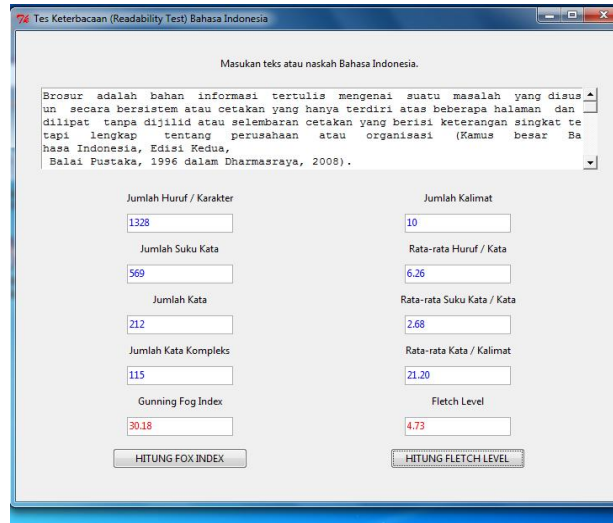 Tes Keterbacaan (Readability Test) Bahasa Indonesia
Masukan teks atau naskah Bahasa Indonesia.
Brosur adalah bahan informasi tertulis mengenai suatu masalah yang disus
un secara bersistem atau cetakan yang hanya terdiri atas beberapa halaman dan
dilipat tanpa dijilid atau selembaran cetakan yang berisi keterangan singkat te
tapi lengkap tentang perusahaan atau organisasi (Kamus besar Ba
hasa Indonesia, Edisi Kedua,
Balai Pustaka, 1996 dalam Dharmasraya, 2008).
Jumlah Huruf / Karakter
1328
Jumlah Suku Kata
569
Jumlah Kata
212
Jumlah Kata Kompleks
115
Gunning Fog Index
30.18
HITUNG FOX INDEX
Jumlah Kalimat
10
Rata-rata Huruf / Kata
6.26
Rata-rata Suku Kata / Kata
2.68
Rata-rata Kata / Kalimat
21.20
Fletch Level
4.73
HITUNG FLETCH LEVEL